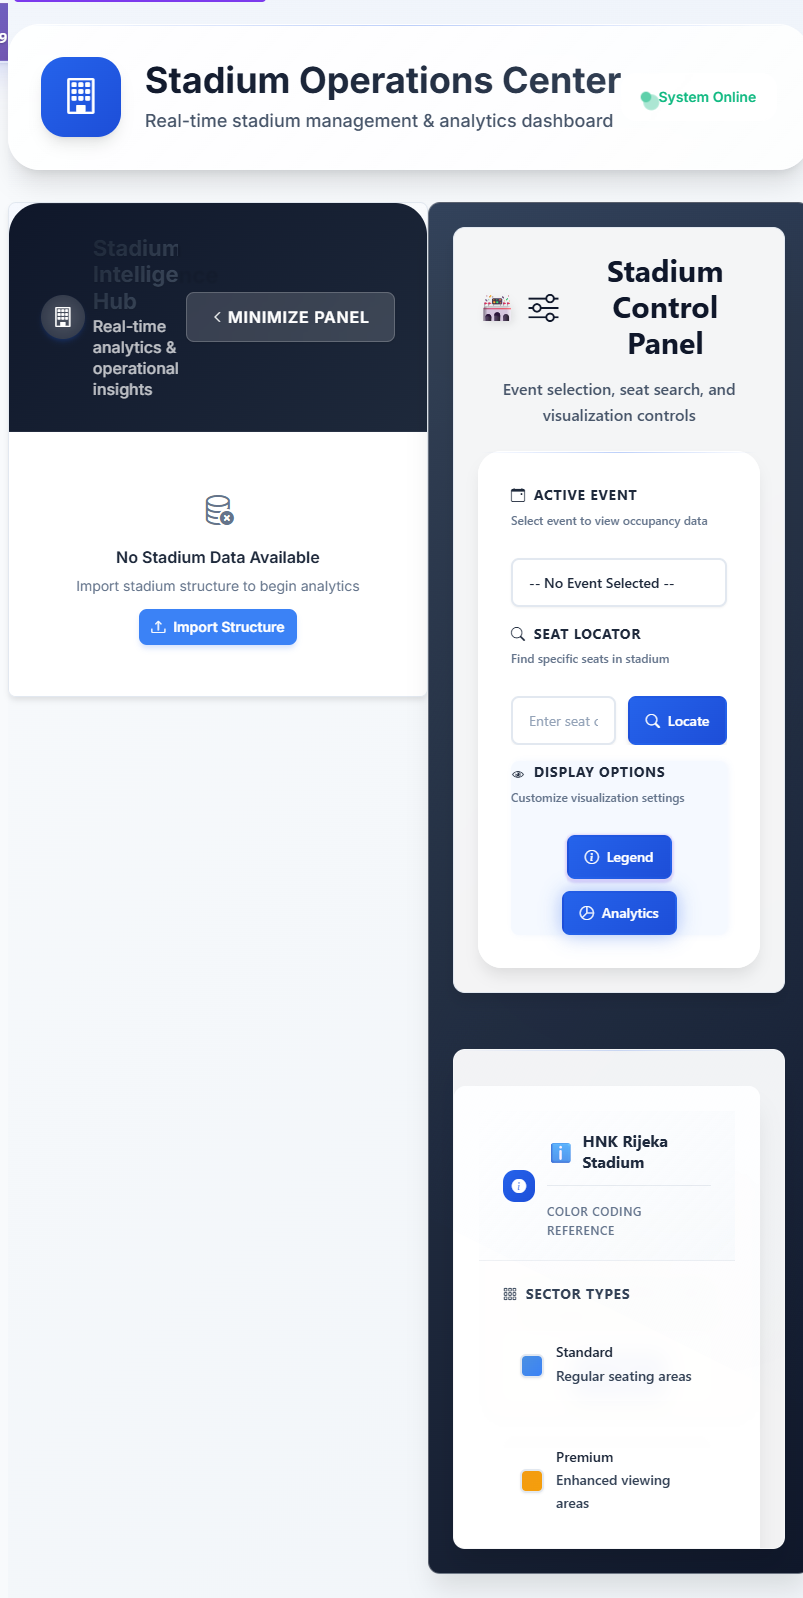 9
Stadium Operations Center
Real-time stadium management & analytics dashboard
System Online
Stadium
Intellige
Hub
Real-time
analytics &
operational
insights
MINIMIZE PANEL
No Stadium Data Available
Import stadium structure to begin analytics
Import Structure
Stadium
Control
Panel
Event selection, seat search, and
visualization controls
ACTIVE EVENT
Select event to view occupancy data
-- No Event Selected --
SEAT LOCATOR
Find specific seats in stadium
Enter seat c
Locate
DISPLAY OPTIONS
Customize visualization settings
Legend
Analytics
HNK Rijeka
Stadium
COLOR CODING
REFERENCE
SECTOR TYPES
Standard
Regular seating areas
Premium
Enhanced viewing
areas